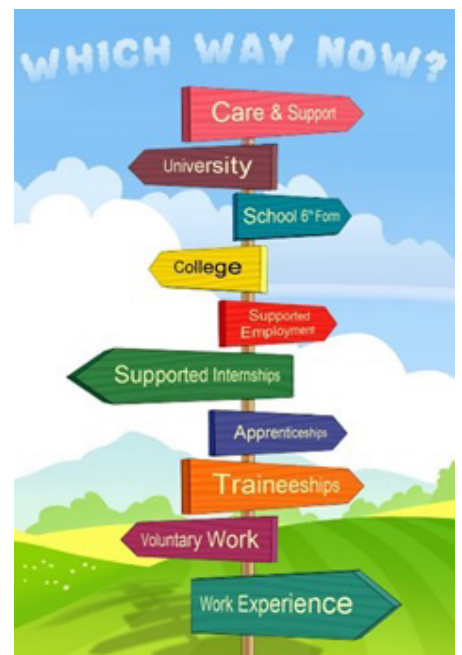 WHICH WAY NOW?
Care & Support
University
School 6th Form
College
Supported
Employment
Supported Internships
Apprenticeships
Traineeships
Voluntary Work
Work Experience